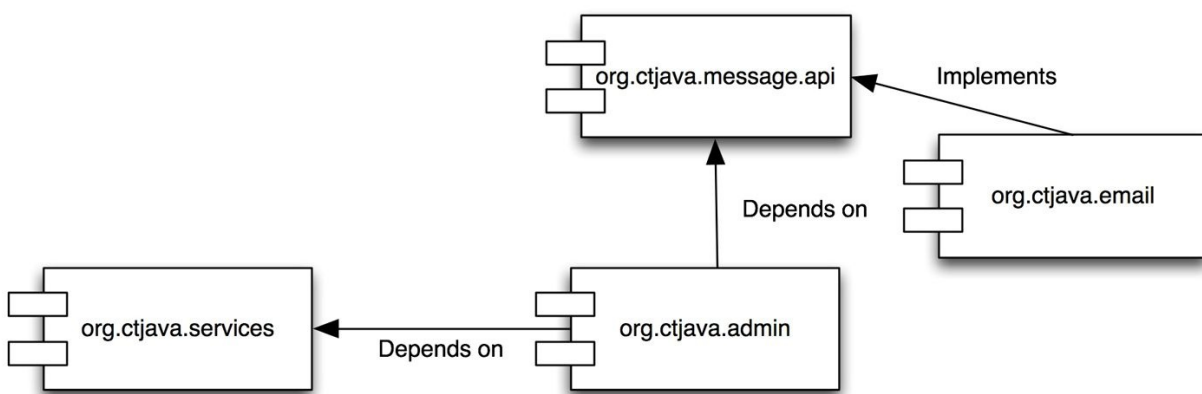 org.ctjava.message.api
Implements
org.ctjava.email
Depends on
org.ctjava.services
Depends on
org.ctjava.admin